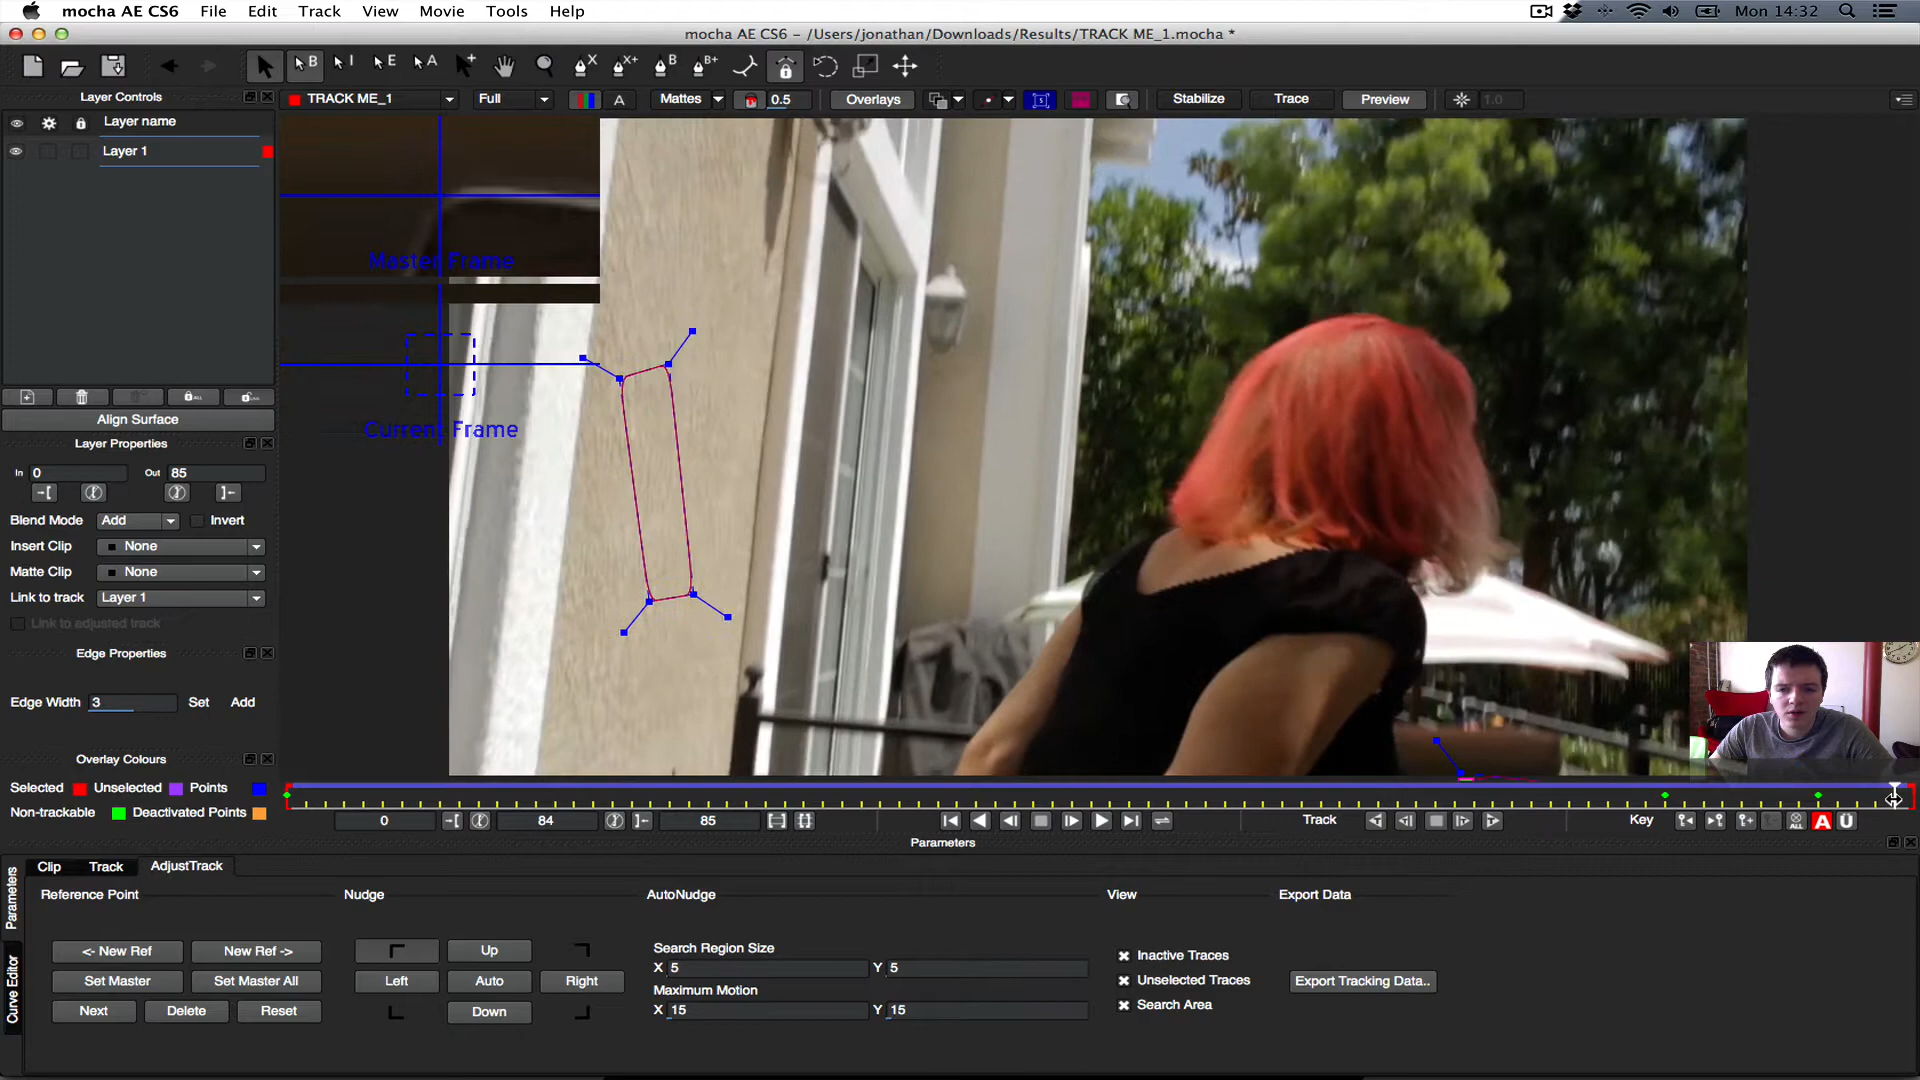 mocha AE CS6 File Edit Track View Movie Tools Help Mon 14:32
mocha AE CS6 – /Users/jonathan/Downloads/Results/TRACK ME_1.mocha *
B I E A X X+ B B+
Layer Controls TRACK ME_1 Full A Mattes 0.5 Overlays Stabilize Trace Preview 1.0
Layer name
Layer 1
Master Frame
Current Frame
Align Surface
Layer Properties
In 0 Out 85
Blend Mode Add Invert
Insert Clip None
Matte Clip None
Link to track Layer 1
Link to adjusted track
Edge Properties
Edge Width 3 Set Add
Overlay Colours
Selected Unselected Points
Non-trackable Deactivated Points
0 84 85 Track Key ALL A Ü
Parameters
Clip Track AdjustTrack
Parameters
Curve Editor
Reference Point Nudge AutoNudge View Export Data
<- New Ref New Ref -> Up Search Region Size Inactive Traces
X 5 Y 5
Set Master Set Master All Left Auto Right Unselected Traces Export Tracking Data..
Maximum Motion
Next Delete Reset Down X 15 Y 15 Search Area